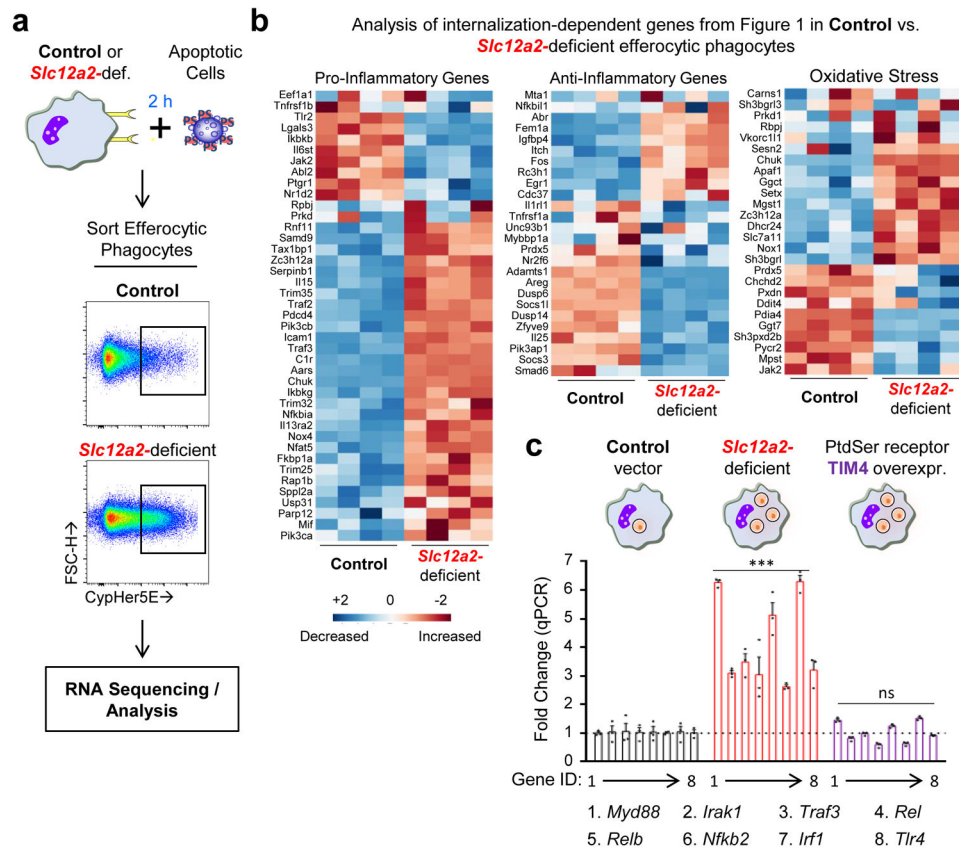 a
Control or
Slc12a2-def.
Apoptotic
Cells
2 h
PS PS PS
PS PS
PS PS PS
Sort Efferocytic
Phagocytes
Control
Slc12a2-deficient
FSC-H→
CypHer5E→
RNA Sequencing /
Analysis
b
Analysis of internalization-dependent genes from Figure 1 in Control vs.
Slc12a2-deficient efferocytic phagocytes
Pro-Inflammatory Genes
Eef1a1
Tnfrsf1b
Tlr2
Lgals3
Ikbkb
Il6st
Jak2
Abl2
Ptgr1
Nr1d2
Rpbj
Prkd
Rnf11
Samd9
Tax1bp1
Zc3h12a
Serpinb1
Il15
Trim35
Traf2
Pdcd4
Pik3cb
Icam1
Traf3
C1r
Aars
Chuk
Ikbkg
Trim32
Nfkbia
Il13ra2
Nox4
Nfat5
Fkbp1a
Trim25
Rap1b
Sppl2a
Usp31
Parp12
Mif
Pik3ca
Control
Slc12a2-
deficient
+2 0 -2
Decreased Increased
Anti-Inflammatory Genes
Mta1
Nfkbil1
Abr
Fem1a
Igfbp4
Itch
Fos
Rc3h1
Egr1
Cdc37
Il1rl1
Tnfrsf1a
Unc93b1
Mybbp1a
Prdx5
Nr2f6
Adamts1
Areg
Dusp6
Socs1l
Dusp14
Zfyve9
Il25
Pik3ap1
Socs3
Smad6
Control
Slc12a2-
deficient
Oxidative Stress
Carns1
Sh3bgrl3
Prkd1
Rbpj
Vkorc1l1
Sesn2
Chuk
Apaf1
Ggct
Setx
Mgst1
Zc3h12a
Dhcr24
Slc7a11
Nox1
Sh3bgrl
Prdx5
Chchd2
Pxdn
Ddit4
Pdia4
Ggt7
Sh3pxd2b
Pycr2
Mpst
Jak2
Control
Slc12a2-
deficient
c
Control
vector
Slc12a2-
deficient
PtdSer receptor
TIM4 overexpr.
Fold Change (qPCR)
7
6
5
4
3
2
1
0
***
ns
Gene ID: 1 → 8 1 → 8 1 → 8
1. Myd88 2. Irak1 3. Traf3 4. Rel
5. Relb 6. Nfkb2 7. Irf1 8. Tlr4